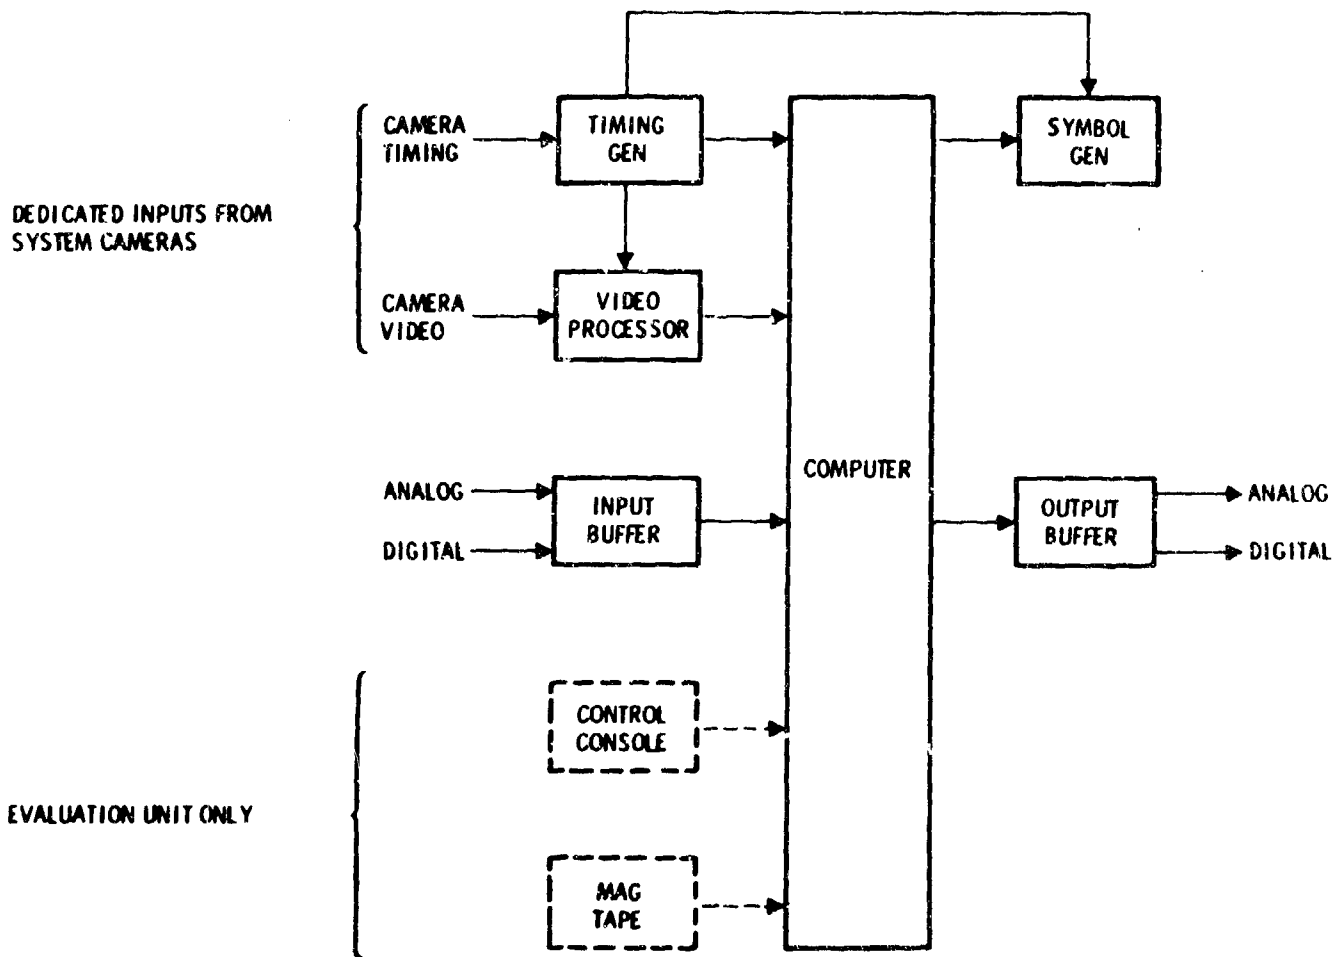 CAMERA
TIMING
TIMING
GEN
SYMBOL
GEN
DEDICATED INPUTS FROM
SYSTEM CAMERAS
CAMERA
VIDEO
VIDEO
PROCESSOR
COMPUTER
ANALOG
DIGITAL
INPUT
BUFFER
OUTPUT
BUFFER
ANALOG
DIGITAL
CONTROL
CONSOLE
EVALUATION UNIT ONLY
MAG
TAPE